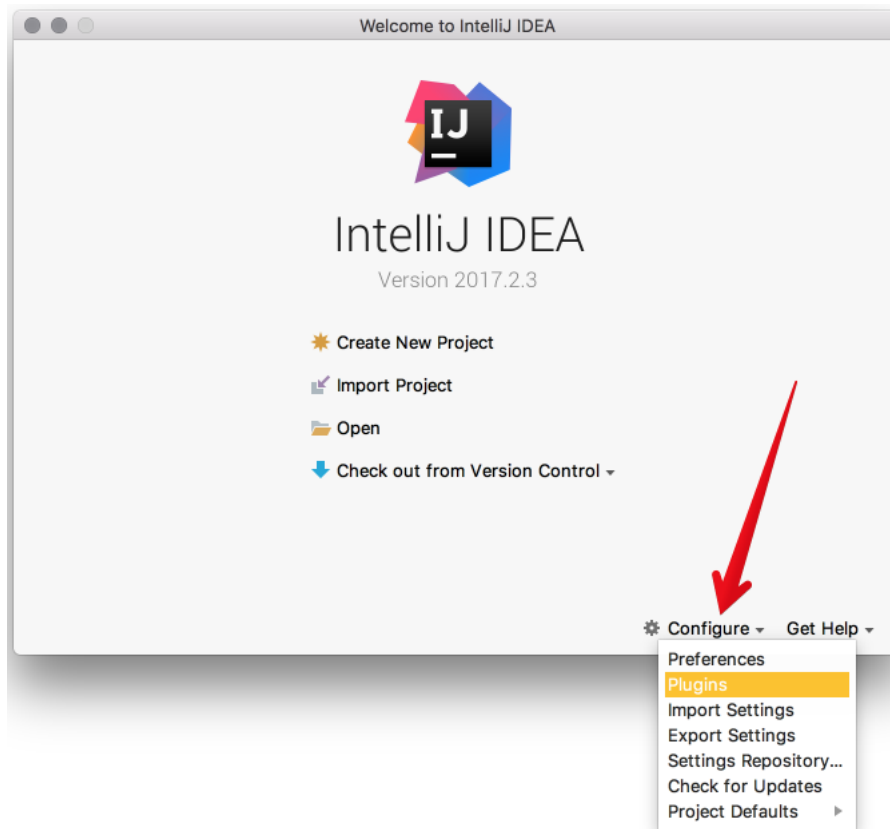 Welcome to IntelliJ IDEA
IJ
IntelliJ IDEA
Version 2017.2.3
Create New Project
Import Project
Open
Check out from Version Control
Configure Get Help
Preferences
Plugins
Import Settings
Export Settings
Settings Repository...
Check for Updates
Project Defaults